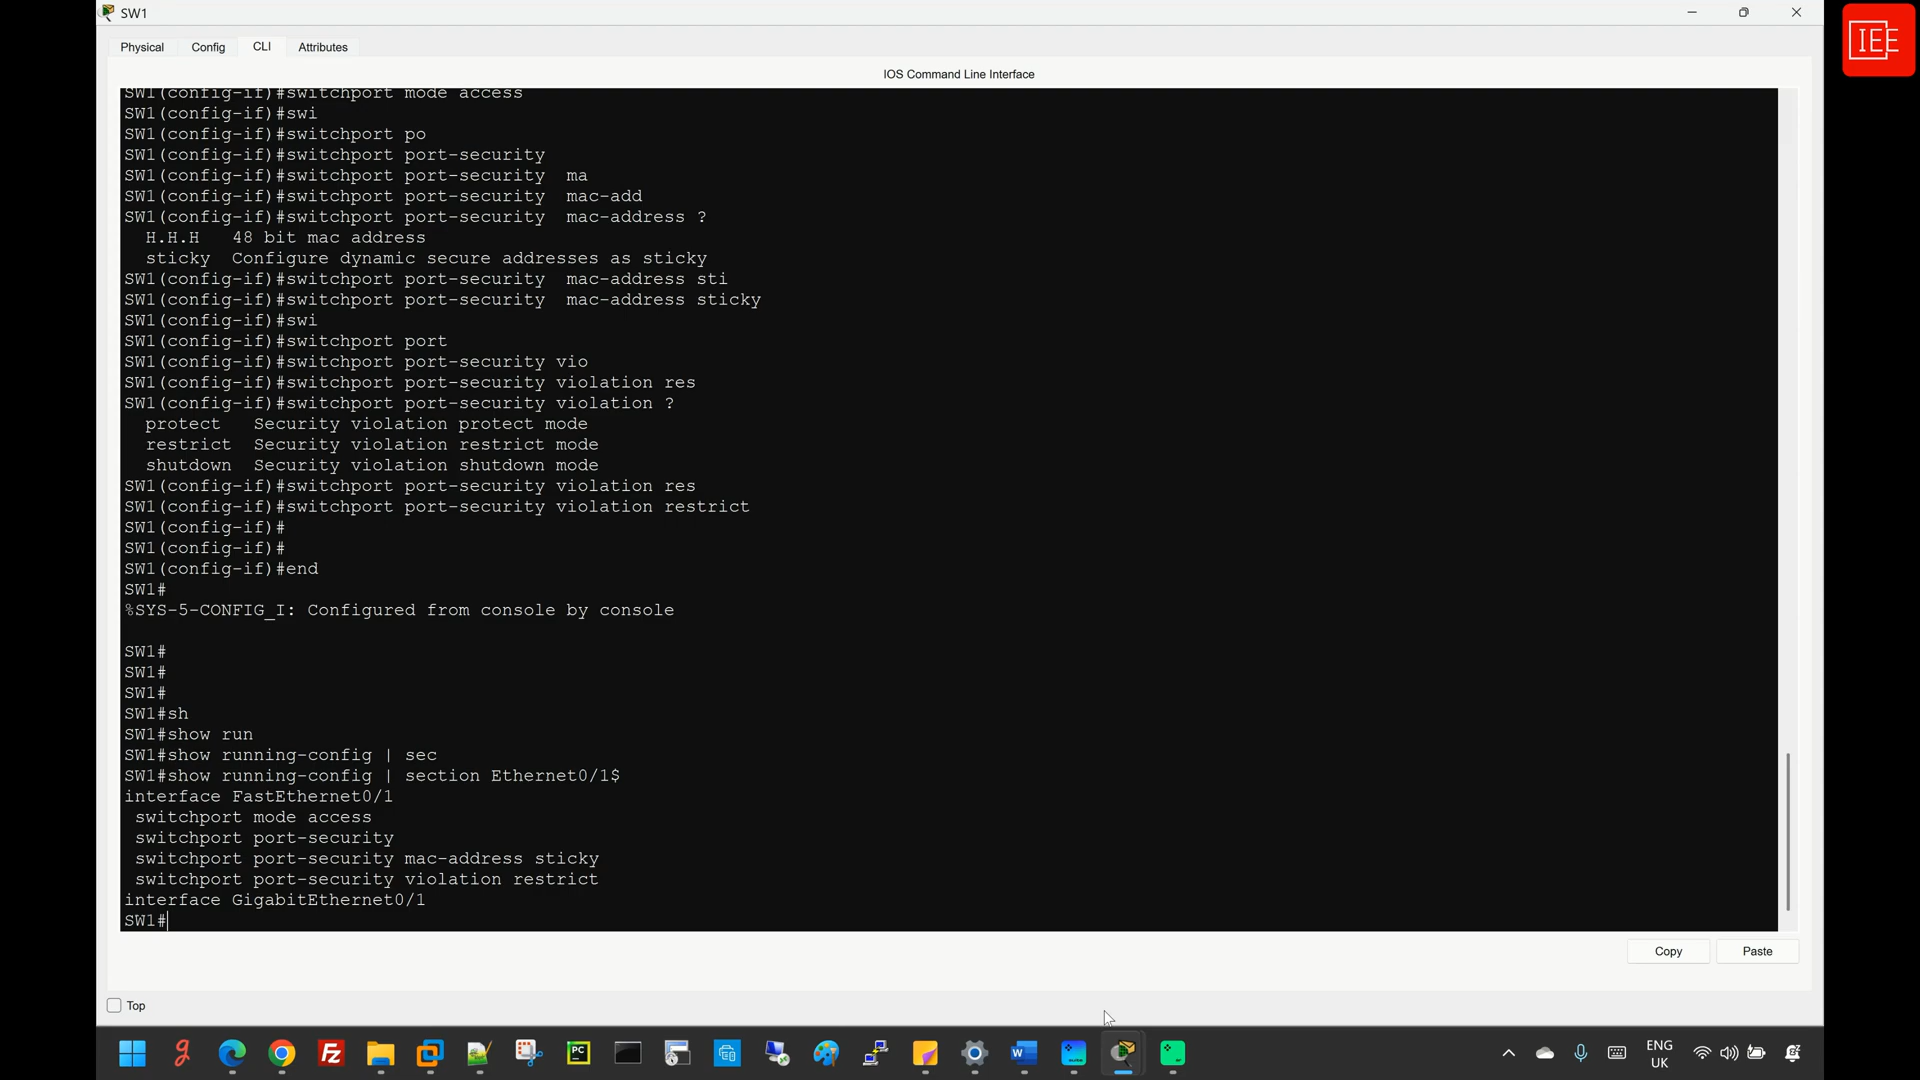 SW1
IEE
Physical Config CLI Attributes
IOS Command Line Interface
SW1(config-if)#switchport mode access
SW1(config-if)#swi
SW1(config-if)#switchport po
SW1(config-if)#switchport port-security
SW1(config-if)#switchport port-security  ma
SW1(config-if)#switchport port-security  mac-add
SW1(config-if)#switchport port-security  mac-address ?
  H.H.H   48 bit mac address
  sticky  Configure dynamic secure addresses as sticky
SW1(config-if)#switchport port-security  mac-address sti
SW1(config-if)#switchport port-security  mac-address sticky
SW1(config-if)#swi
SW1(config-if)#switchport port
SW1(config-if)#switchport port-security vio
SW1(config-if)#switchport port-security violation res
SW1(config-if)#switchport port-security violation ?
  protect   Security violation protect mode
  restrict  Security violation restrict mode
  shutdown  Security violation shutdown mode
SW1(config-if)#switchport port-security violation res
SW1(config-if)#switchport port-security violation restrict
SW1(config-if)#
SW1(config-if)#
SW1(config-if)#end
SW1#
%SYS-5-CONFIG_I: Configured from console by console
SW1#
SW1#
SW1#
SW1#sh
SW1#show run
SW1#show running-config | sec
SW1#show running-config | section Ethernet0/1$
interface FastEthernet0/1
 switchport mode access
 switchport port-security
 switchport port-security mac-address sticky
 switchport port-security violation restrict
interface GigabitEthernet0/1
SW1#
Copy Paste
Top
ENG
UK